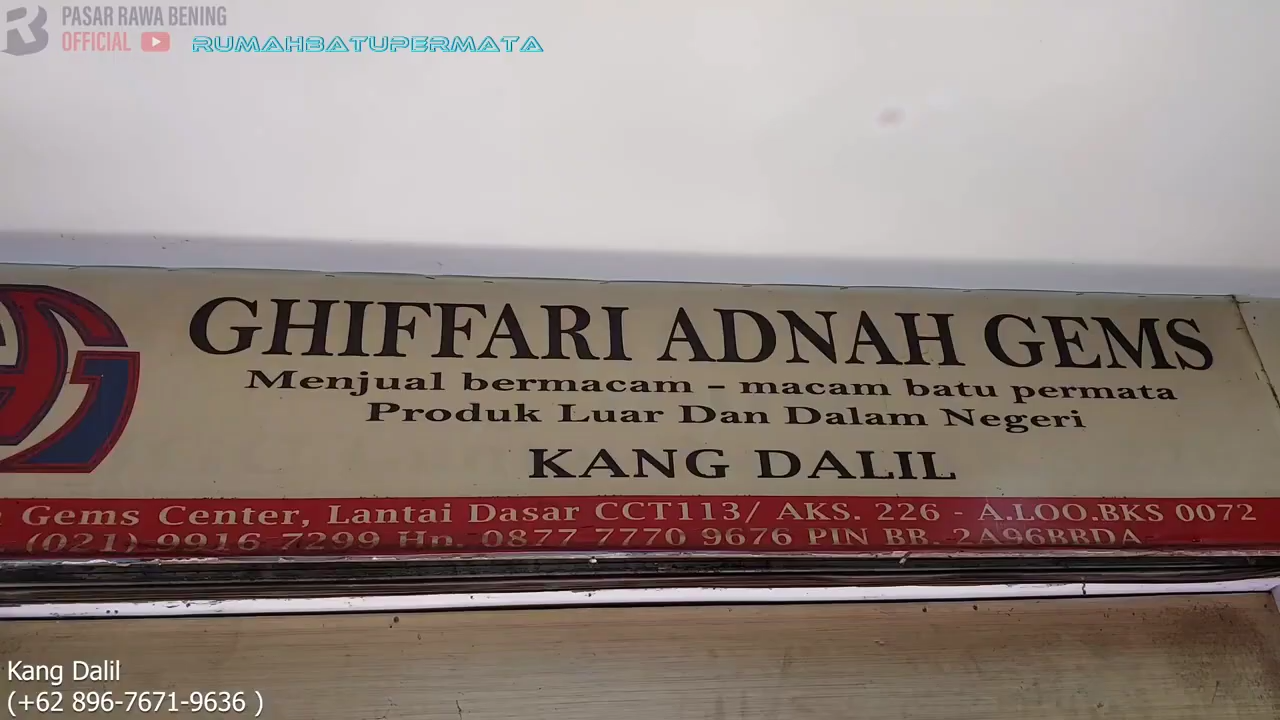 PASAR RAWA BENING
OFFICIAL
RUMAHBATUPERMATA
GHIFFARI ADNAH GEMS
Menjual bermacam - macam batu permata
Produk Luar Dan Dalam Negeri
KANG DALIL
Gems Center, Lantai Dasar CCT113/ AKS. 226 - A.LOO.BKS 0072
(021) 9916 7299 Hp. 0877 7770 9676 PIN BB. 2A96BBDA
Kang Dalil
(+62 896-7671-9636 )